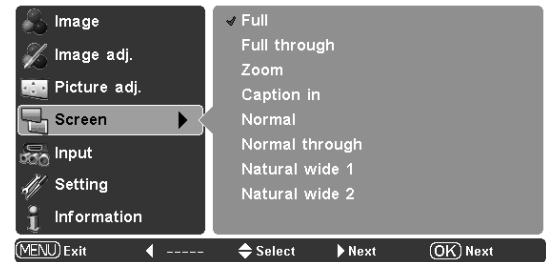 Image
Image adj.
Picture adj.
Screen
Input
Setting
Information
Full
Full through
Zoom
Caption in
Normal
Normal through
Natural wide 1
Natural wide 2
MENU Exit ----- Select Next OK Next